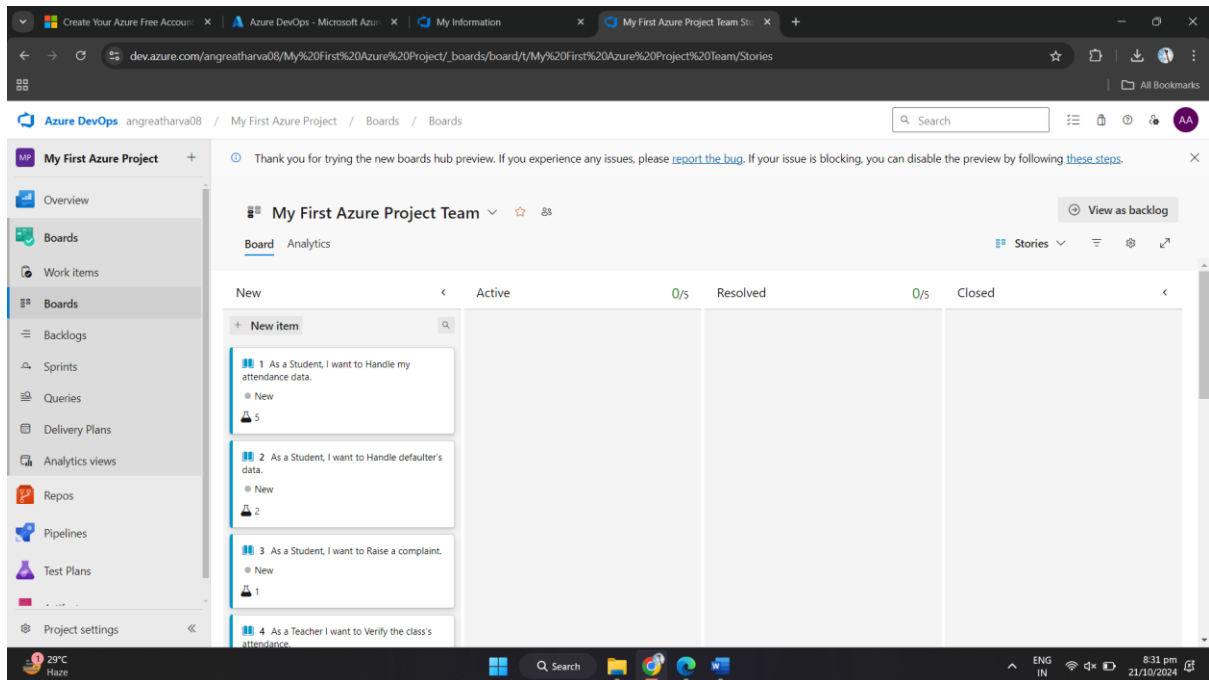 Create Your Azure Free Account
Azure DevOps - Microsoft Azur
My Information
My First Azure Project Team Sto
dev.azure.com/angreatharva08/My%20First%20Azure%20Project/_boards/board/t/My%20First%20Azure%20Project%20Team/Stories
All Bookmarks
Azure DevOps angreatharva08 / My First Azure Project / Boards / Boards
Search
AA
MP My First Azure Project +
Thank you for trying the new boards hub preview. If you experience any issues, please report the bug. If your issue is blocking, you can disable the preview by following these steps.
Overview
Boards
Work items
Boards
Backlogs
Sprints
Queries
Delivery Plans
Analytics views
Repos
Pipelines
Test Plans
Project settings
My First Azure Project Team
View as backlog
Board Analytics
Stories
New
Active 0/5
Resolved 0/5
Closed
+ New item
1 As a Student, I want to Handle my
attendance data.
New
5
2 As a Student, I want to Handle defaulter's
data.
New
2
3 As a Student, I want to Raise a complaint.
New
1
4 As a Teacher I want to Verify the class's
attendance.
1
29°C
Haze
Search
ENG
IN
8:31 pm
21/10/2024